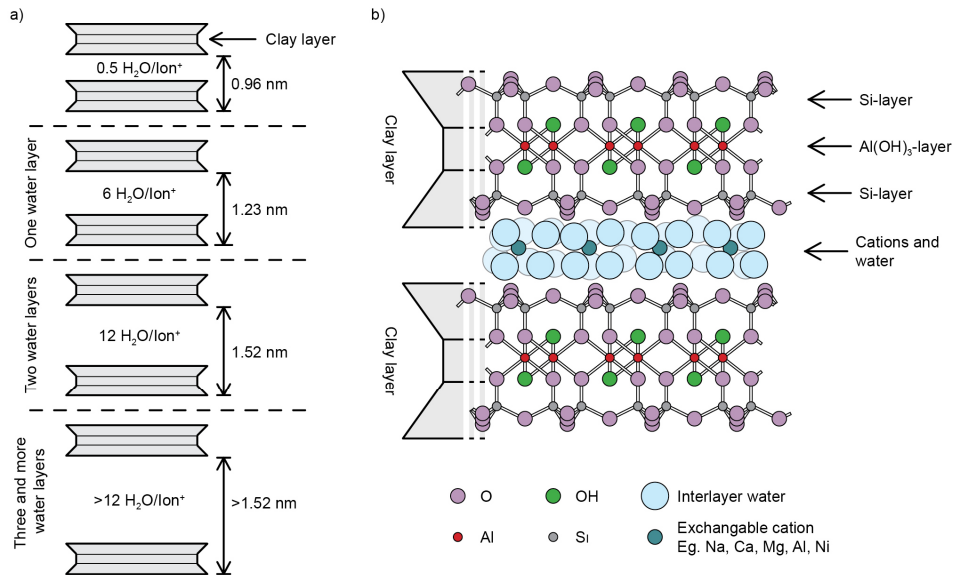 a)
Clay layer
0.5 H₂O/Ion⁺
0.96 nm
One water layer
6 H₂O/Ion⁺
1.23 nm
Two water layers
12 H₂O/Ion⁺
1.52 nm
Three and more
water layers
>12 H₂O/Ion⁺
>1.52 nm
b)
Clay layer
Clay layer
Si-layer
Al(OH)₃-layer
Si-layer
Cations and
water
O
OH
Interlayer water
Al
Si
Exchangable cation
Eg. Na, Ca, Mg, Al, Ni